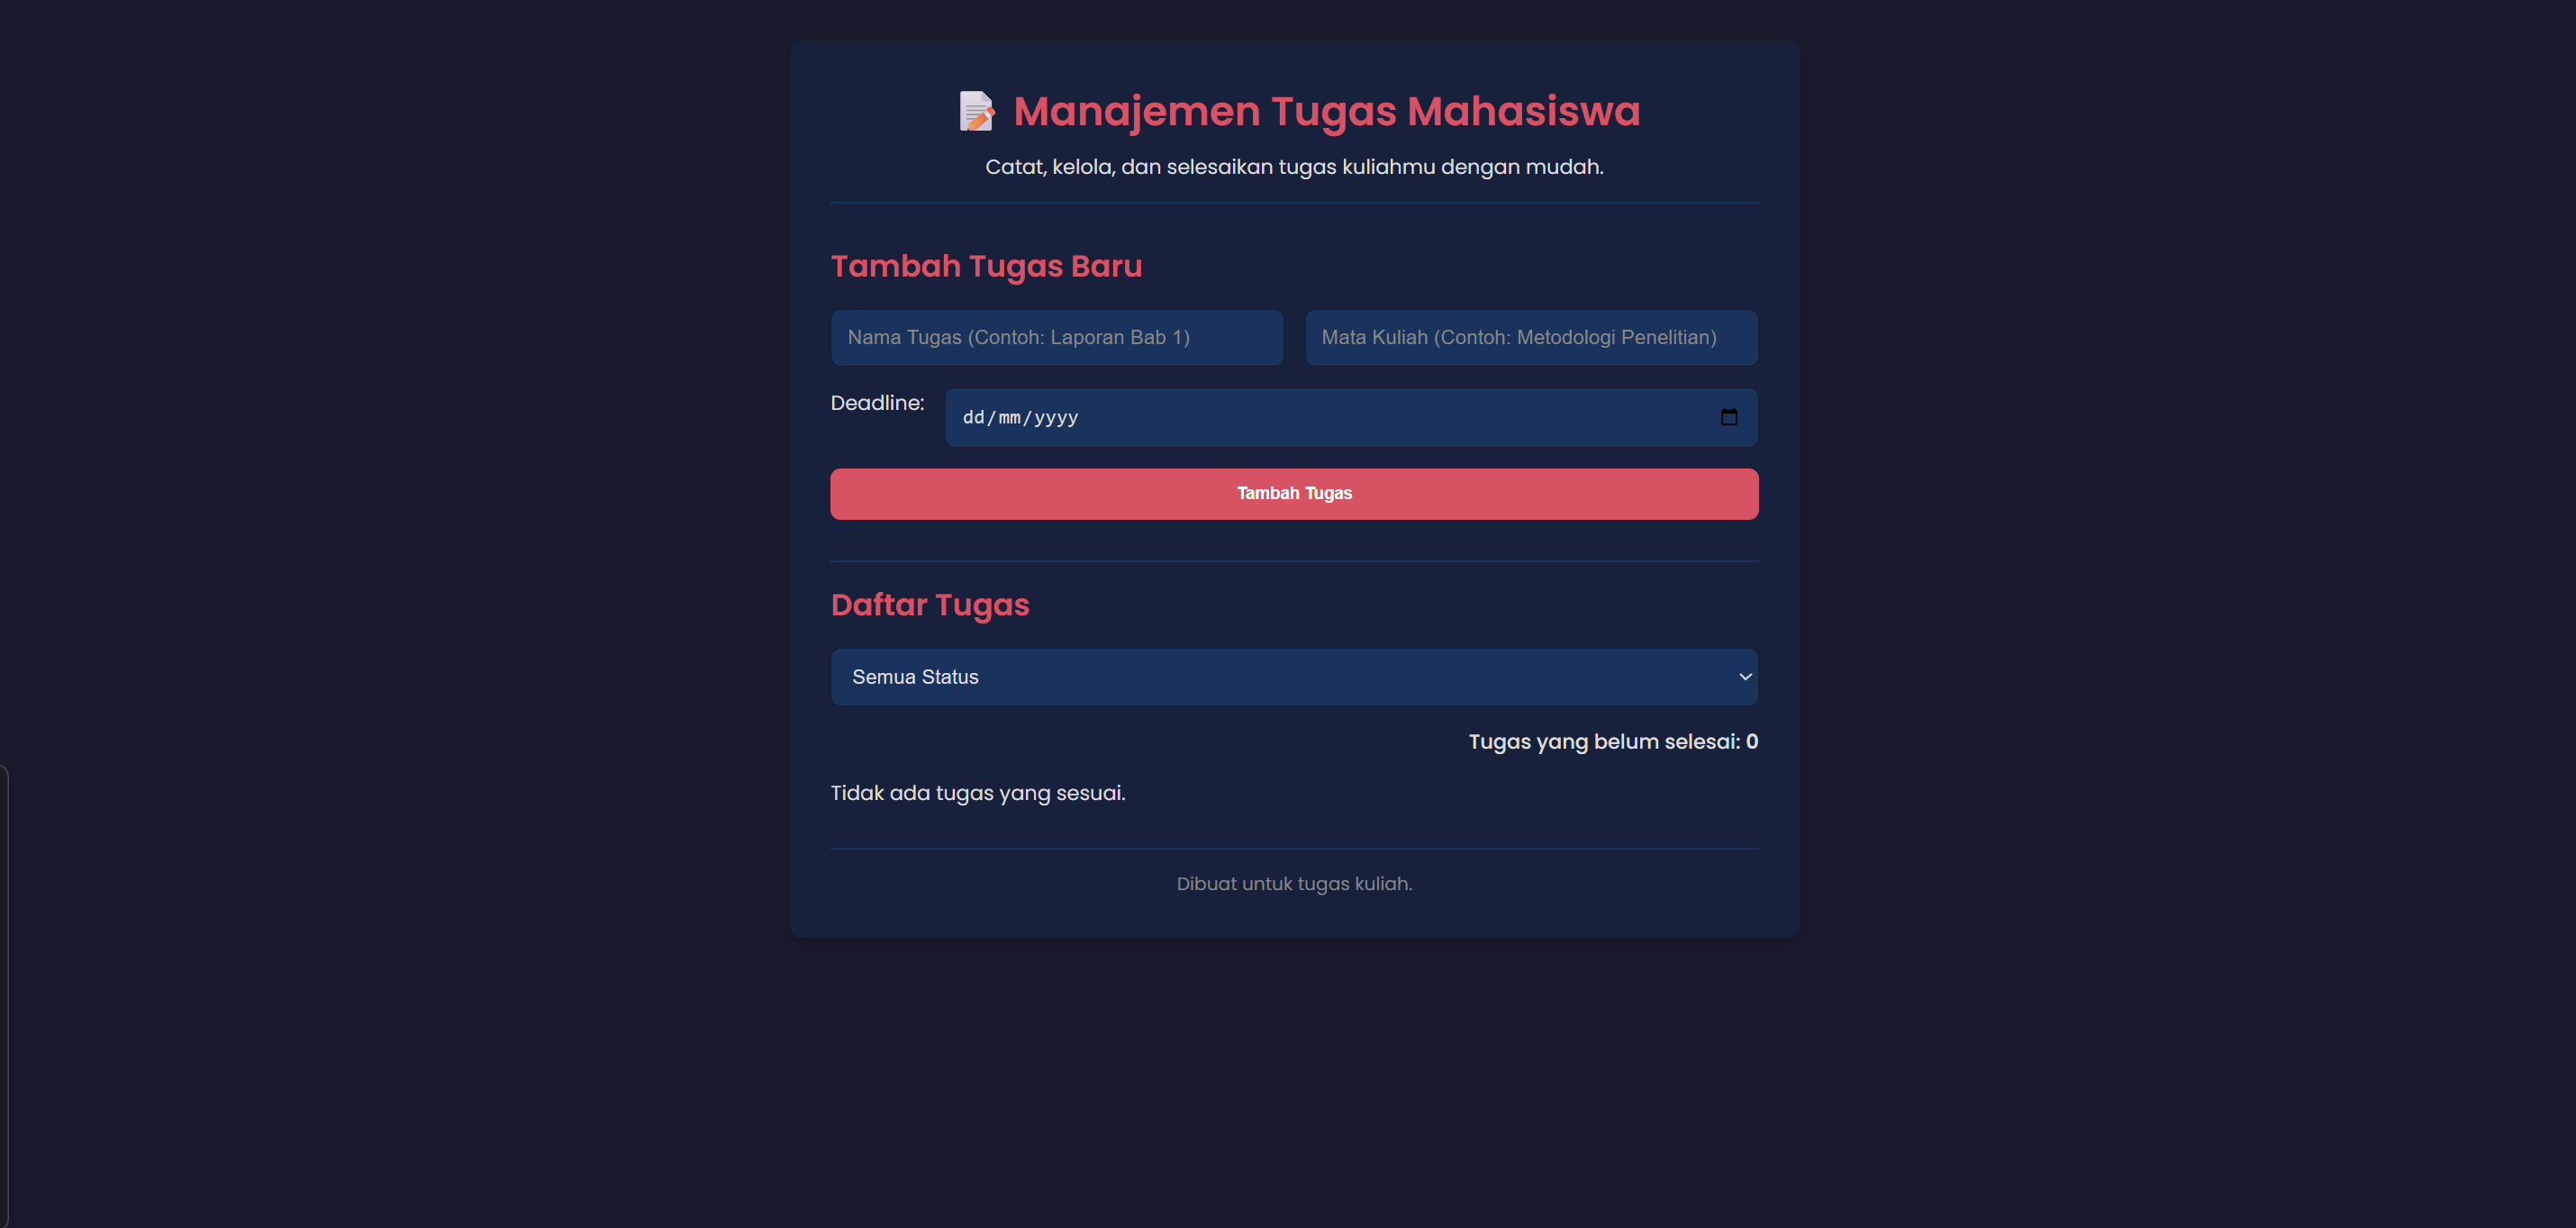 Manajemen Tugas Mahasiswa
Catat, kelola, dan selesaikan tugas kuliahmu dengan mudah.
Tambah Tugas Baru
Nama Tugas (Contoh: Laporan Bab 1) Mata Kuliah (Contoh: Metodologi Penelitian)
Deadline: dd/mm/yyyy
Tambah Tugas
Daftar Tugas
Semua Status
Tugas yang belum selesai: 0
Tidak ada tugas yang sesuai.
Dibuat untuk tugas kuliah.